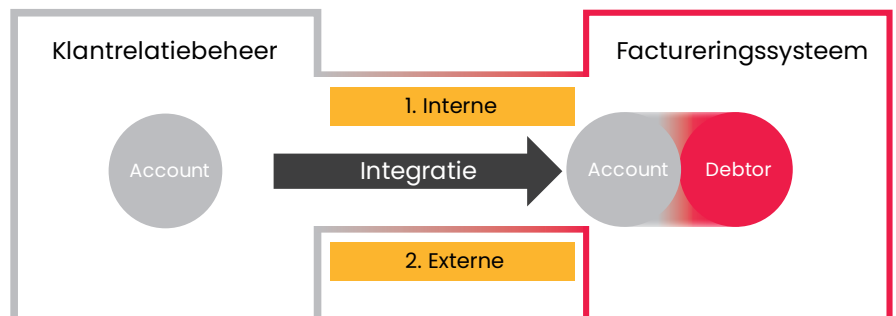 Klantrelatiebeheer
Factureringssysteem
1. Interne
Account
Integratie
Account
Debtor
2. Externe